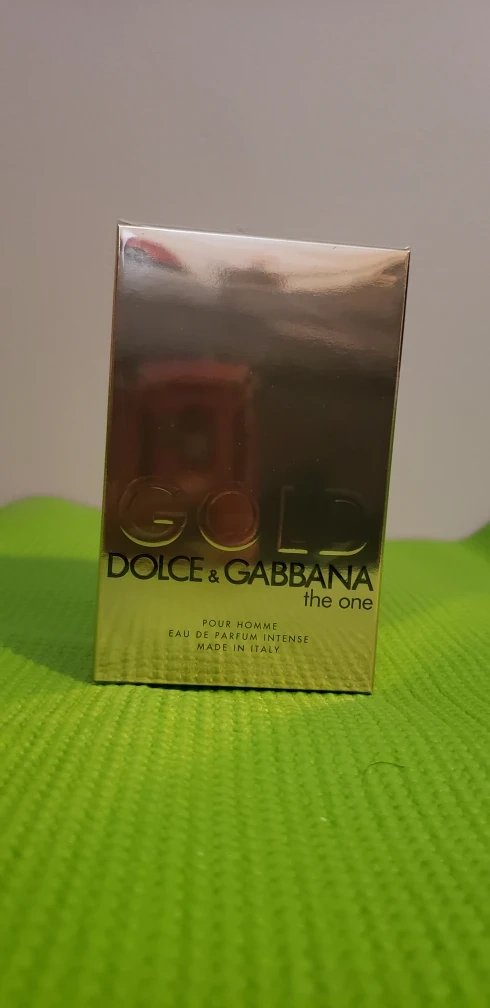 GOLD
DOLCE & GABBANA
the one
POUR HOMME
EAU DE PARFUM INTENSE
MADE IN ITALY